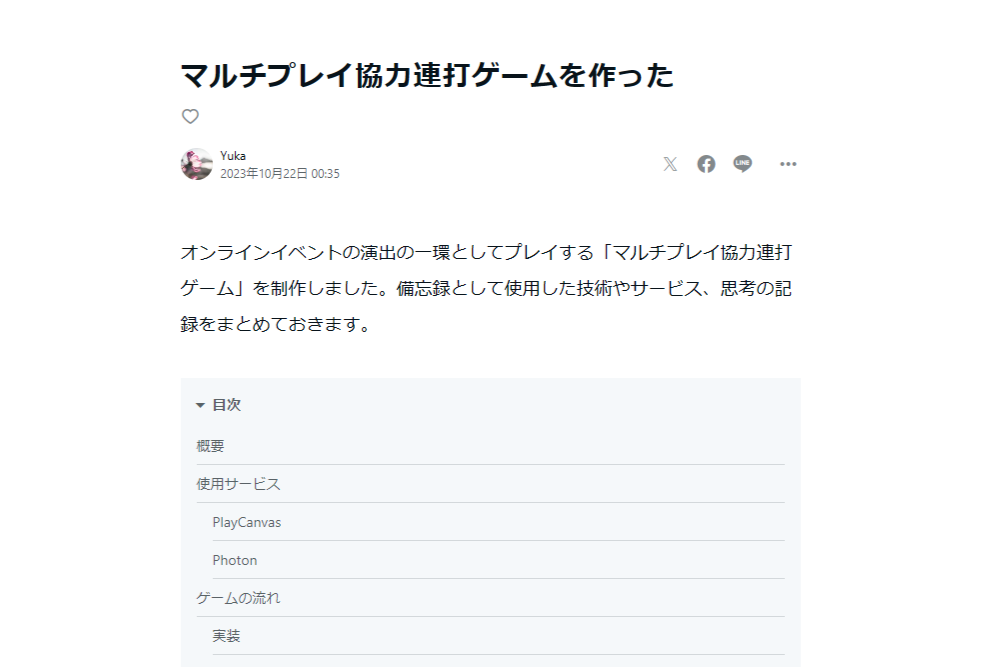 マルチプレイ協力連打ゲームを作った
Yuka
2023年10月22日 00:35
LINE
オンラインイベントの演出の一環としてプレイする「マルチプレイ協力連打
ゲーム」を制作しました。備忘録として使用した技術やサービス、思考の記
録をまとめておきます。
目次
概要
使用サービス
PlayCanvas
Photon
ゲームの流れ
実装